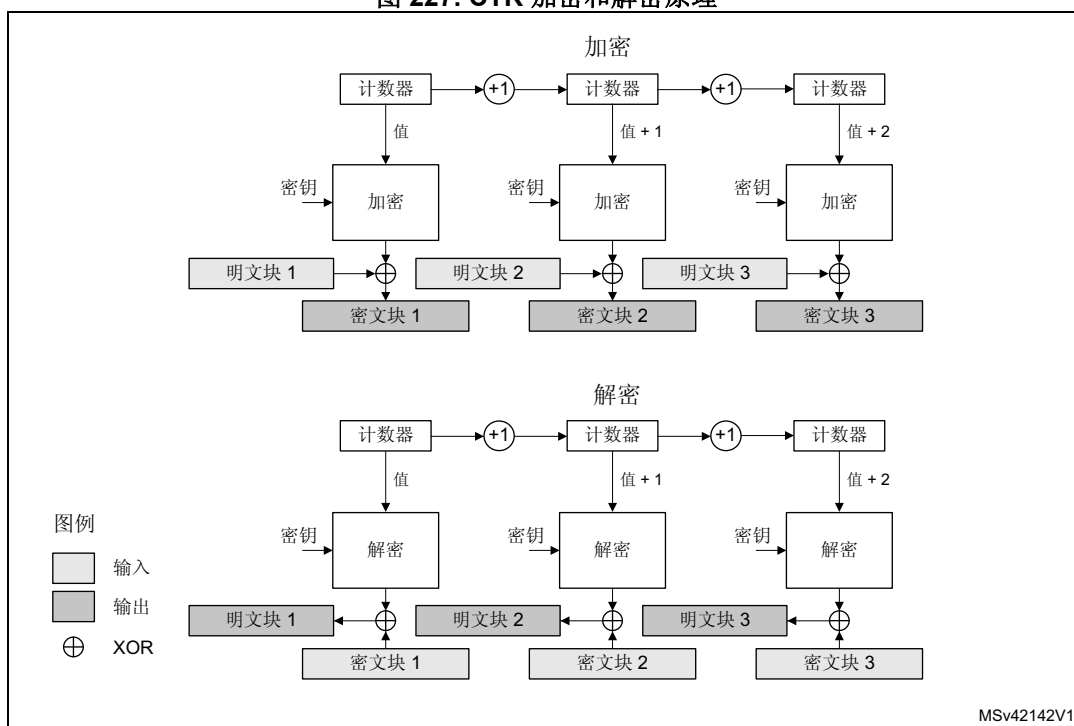 图 227. CTR 加密和解密原理
加密
计数器 +1 计数器 +1 计数器
值 值 + 1 值 + 2
密钥 加密 密钥 加密 密钥 加密
明文块 1 明文块 2 明文块 3
密文块 1 密文块 2 密文块 3
解密
计数器 +1 计数器 +1 计数器
值 值 + 1 值 + 2
密钥 解密 密钥 解密 密钥 解密
明文块 1 明文块 2 明文块 3
密文块 1 密文块 2 密文块 3
图例
输入
输出
XOR
MSv42142V1